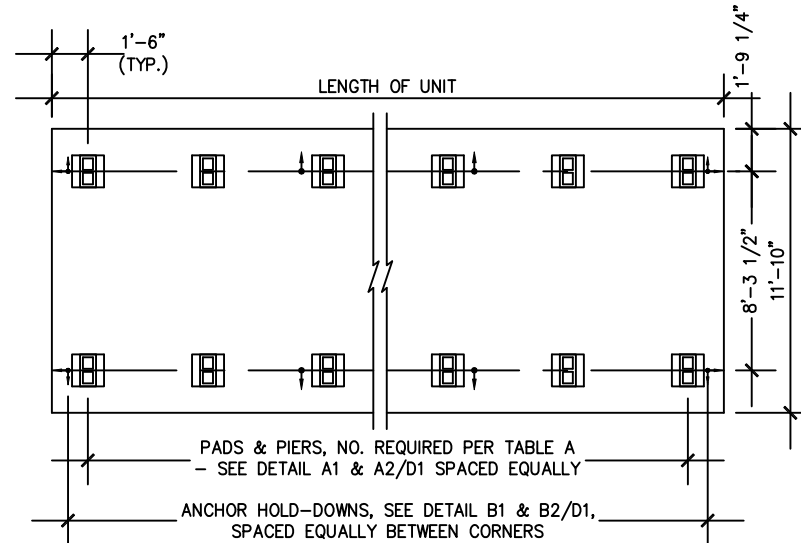 1'-6"
(TYP.)
LENGTH OF UNIT
1'-9 1/4"
8'-3 1/2"
11'-10"
PADS & PIERS, NO. REQUIRED PER TABLE A
- SEE DETAIL A1 & A2/D1 SPACED EQUALLY
ANCHOR HOLD-DOWNS, SEE DETAIL B1 & B2/D1,
SPACED EQUALLY BETWEEN CORNERS